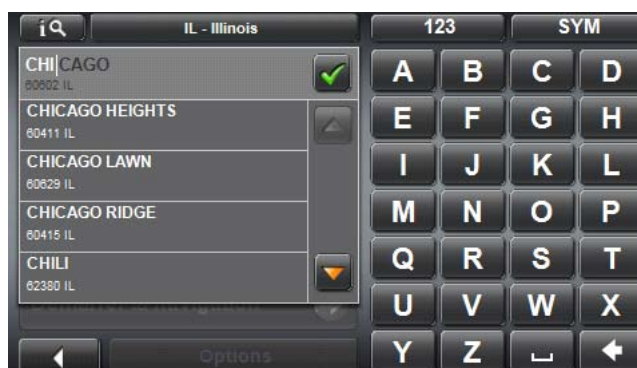 i IL - Illinois 123 SYM
CHICAGO
60602 IL
CHICAGO HEIGHTS
60411 IL
CHICAGO LAWN
60629 IL
CHICAGO RIDGE
60415 IL
CHILI
62380 IL
Options
A B C D
E F G H
I J K L
M N O P
Q R S T
U V W X
Y Z